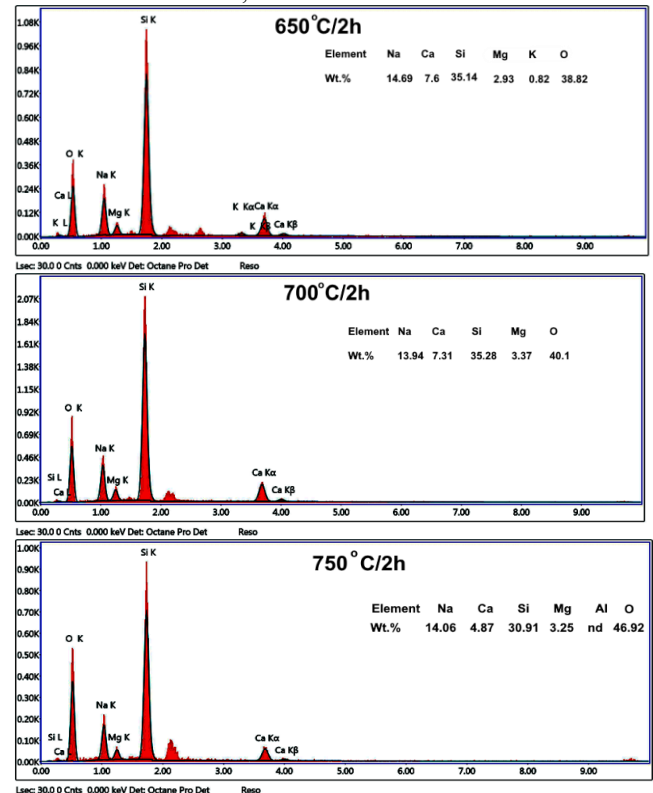 650°C/2h
1.08K
0.96K
0.84K
0.72K
0.60K
0.48K
0.36K
0.24K
0.12K
0.00K
Si K
O K
Ca L
K L
Na K
Mg K
K Kα Ca Kα
Ca Kβ
Element Na Ca Si Mg K O
Wt.% 14.69 7.6 35.14 2.93 0.82 38.82
0.00 1.00 2.00 3.00 4.00 5.00 6.00 7.00 8.00 9.00
Lsec: 30.0 0 Cnts 0.000 keV Det: Octane Pro Det Reso
700°C/2h
2.07K
1.84K
1.61K
1.38K
1.15K
0.92K
0.69K
0.46K
0.23K
0.00K
Si K
O K
Si L
Ca L
Na K
Mg K
Ca Kα
Ca Kβ
Element Na Ca Si Mg O
Wt.% 13.94 7.31 35.28 3.37 40.1
0.00 1.00 2.00 3.00 4.00 5.00 6.00 7.00 8.00 9.00
Lsec: 30.0 0 Cnts 0.000 keV Det: Octane Pro Det Reso
750°C/2h
1.00K
0.90K
0.80K
0.70K
0.60K
0.50K
0.40K
0.30K
0.20K
0.10K
0.00K
Si K
O K
Si L
Ca L
Na K
Mg K
Ca Kα
Ca Kβ
Element Na Ca Si Mg Al O
Wt.% 14.06 4.87 30.91 3.25 nd 46.92
0.00 1.00 2.00 3.00 4.00 5.00 6.00 7.00 8.00 9.00
Lsec: 30.0 0 Cnts 0.000 keV Det: Octane Pro Det Reso